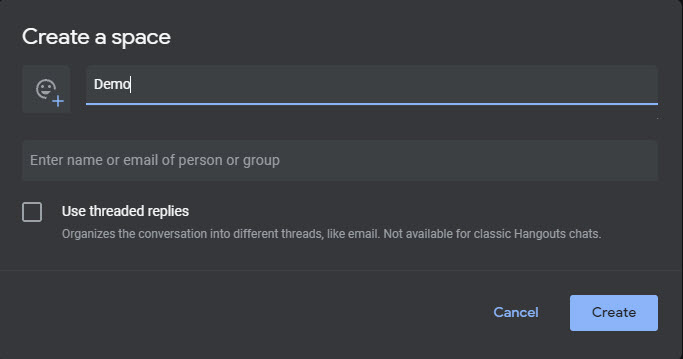 Create a space
Demo
Enter name or email of person or group
Use threaded replies
Organizes the conversation into different threads, like email. Not available for classic Hangouts chats.
Cancel
Create